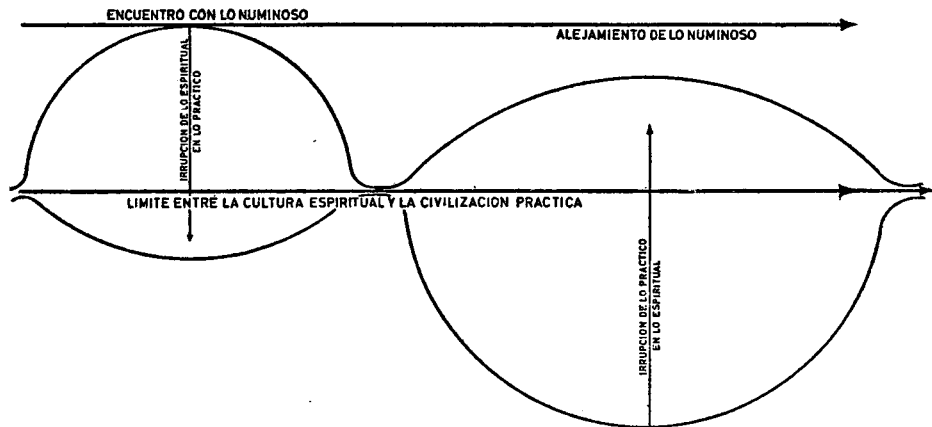 ENCUENTRO CON LO NUMINOSO
ALEJAMIENTO DE LO NUMINOSO
IRRUPCION DE LO ESPIRITUAL
EN LO PRACTICO
LIMITE ENTRE LA CULTURA ESPIRITUAL Y LA CIVILIZACION PRACTICA
IRRUPCION DE LO PRACTICO
EN LO ESPIRITUAL